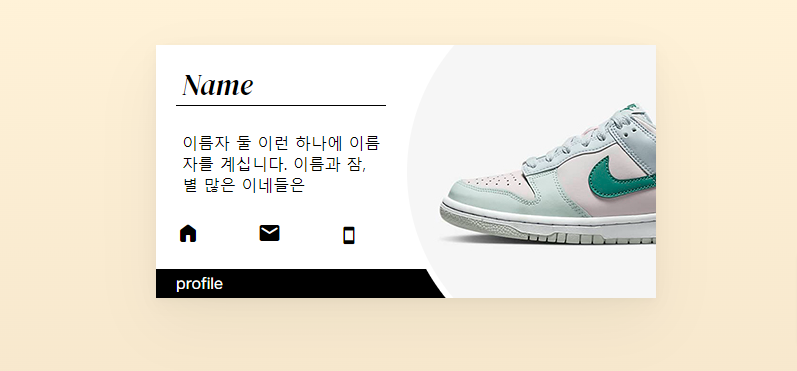 Name
이름자 둘 이런 하나에 이름
자를 계십니다. 이름과 잠,
별 많은 이네들은
profile